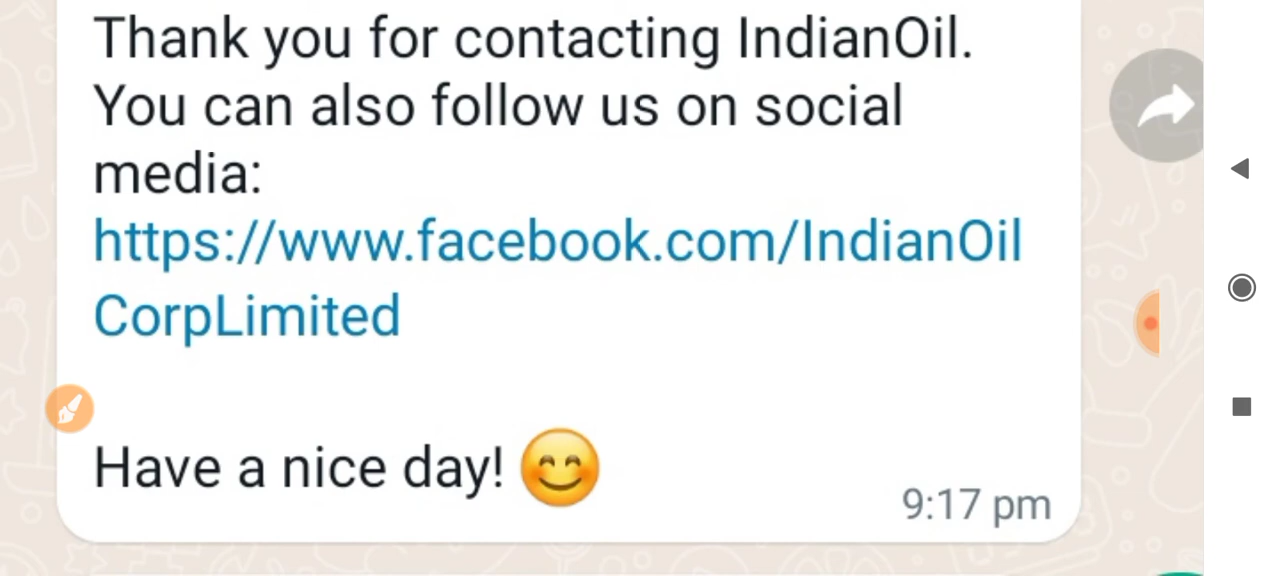 Thank you for contacting IndianOil.
You can also follow us on social
media:
https://www.facebook.com/IndianOil
CorpLimited
Have a nice day! 😊
9:17 pm